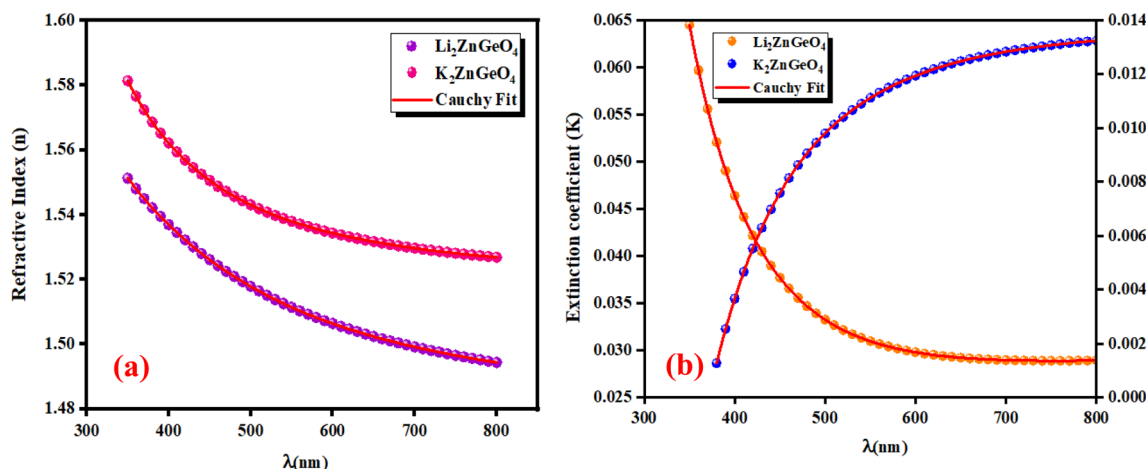 1.60
1.58
1.56
1.54
1.52
1.50
1.48
Refractive Index (n)
Li₂ZnGeO₄
K₂ZnGeO₄
Cauchy Fit
(a)
300 400 500 600 700 800
λ(nm)
0.065
0.060
0.055
0.050
0.045
0.040
0.035
0.030
0.025
Extinction coefficient (K)
Li₂ZnGeO₄
K₂ZnGeO₄
Cauchy Fit
(b)
0.014
0.012
0.010
0.008
0.006
0.004
0.002
0.000
300 400 500 600 700 800
λ(nm)